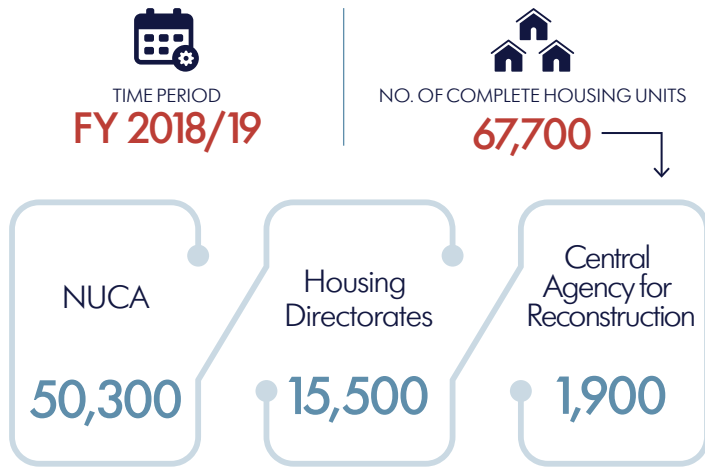 TIME PERIOD
FY 2018/19
NO. OF COMPLETE HOUSING UNITS
67,700
NUCA
50,300
Housing
Directorates
15,500
Central
Agency for
Reconstruction
1,900